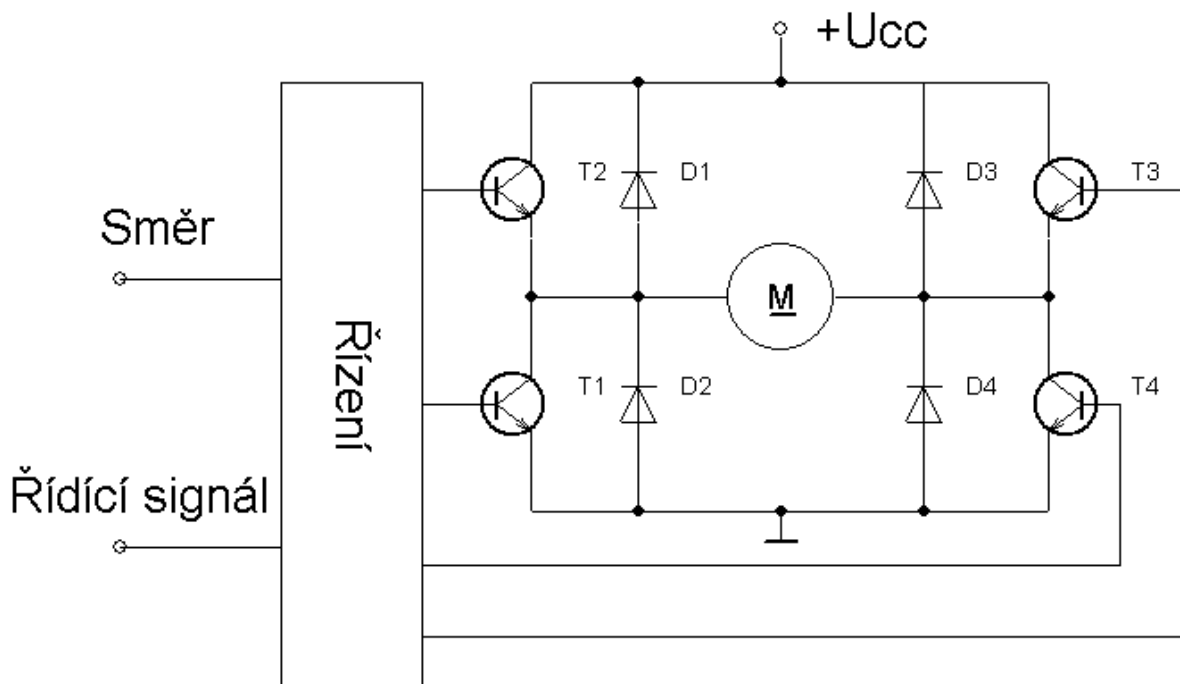 +Ucc
T2
D1
D3
T3
Směr
M
Řízení
T1
D2
D4
T4
Řídící signál